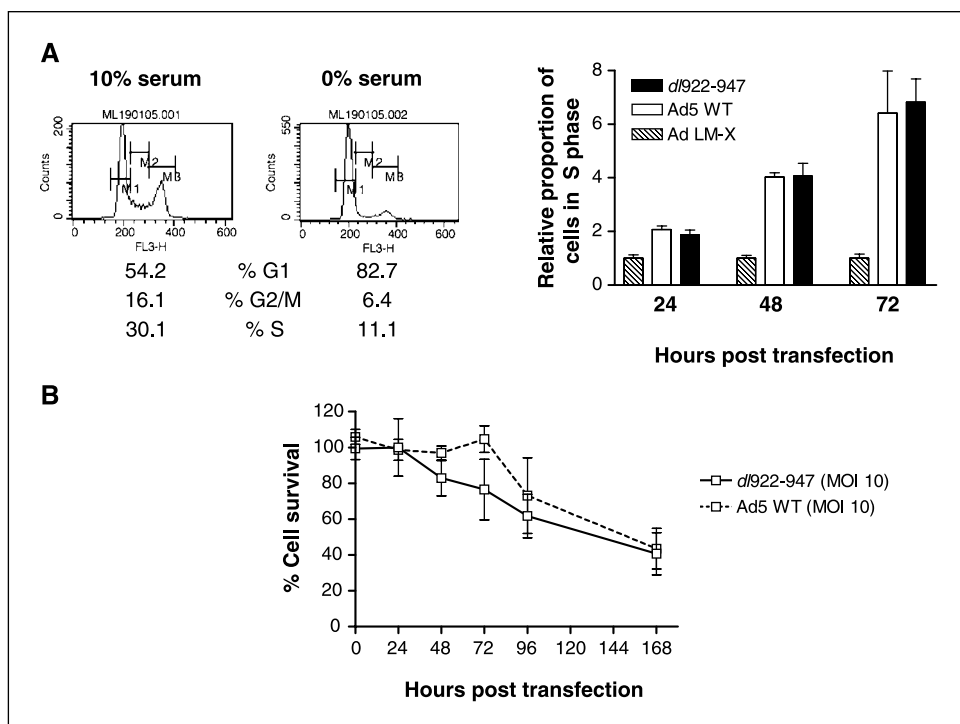 A
10% serum
0% serum
ML190105.001
200
Counts
0
M1
M2
M3
0 200 400 600
FL3-H
ML190105.002
550
Counts
0
M1
M2
M3
0 200 400 600
FL3-H
54.2 % G1 82.7
16.1 % G2/M 6.4
30.1 % S 11.1
Relative proportion of
cells in S phase
8
6
4
2
0
dl922-947
Ad5 WT
Ad LM-X
24 48 72
Hours post transfection
B
% Cell survival
120
100
80
60
40
20
0
0 24 48 72 96 120 144 168
Hours post transfection
dl922-947 (MOI 10)
Ad5 WT (MOI 10)